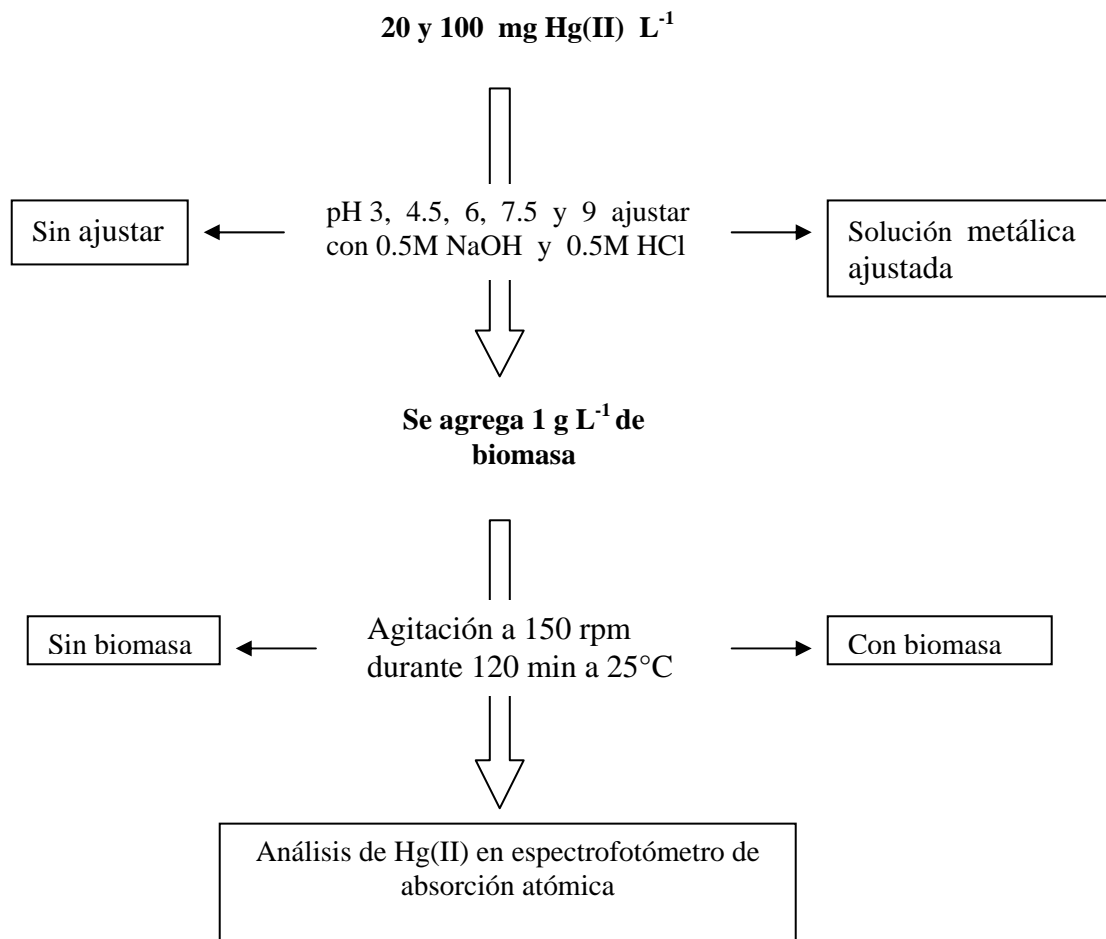 20 y 100 mg Hg(II) L-1
Sin ajustar
pH 3, 4.5, 6, 7.5 y 9 ajustar
con 0.5M NaOH y 0.5M HCl
Solución metálica
ajustada
Se agrega 1 g L-1 de
biomasa
Sin biomasa
Agitación a 150 rpm
durante 120 min a 25°C
Con biomasa
Análisis de Hg(II) en espectrofotómetro de
absorción atómica